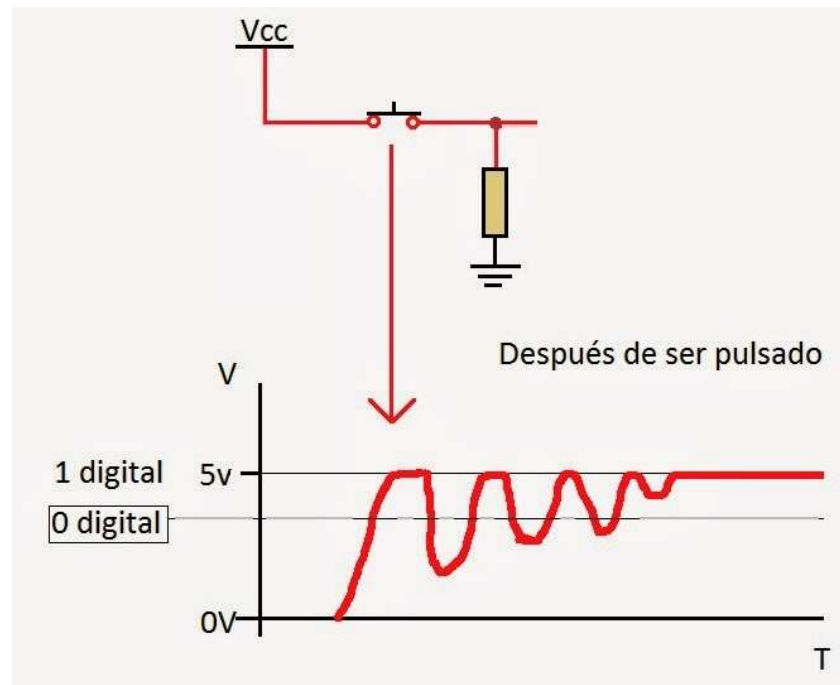 Vcc
Después de ser pulsado
V
1 digital
5v
0 digital
0V
T